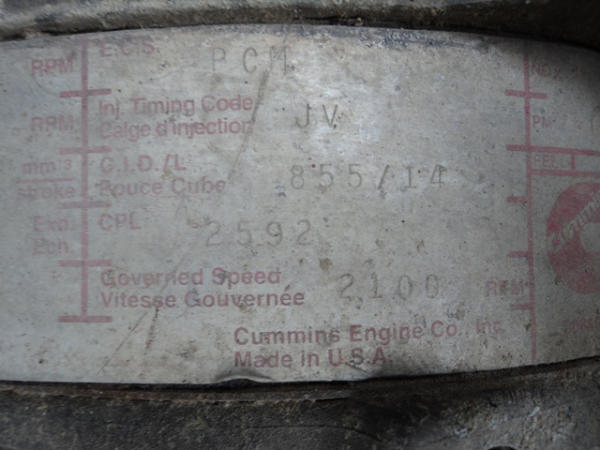 RPM
E.C.S. PCM
RPM
Inj. Timing Code JV
Calge d'injection
mm³
stroke
C.I.D./L 855/14
Pouce Cube
CPL 2592
Governed Speed 2100 RPM
Vitesse Gouvernée
Cummins Engine Co. Inc.
Made in U.S.A.